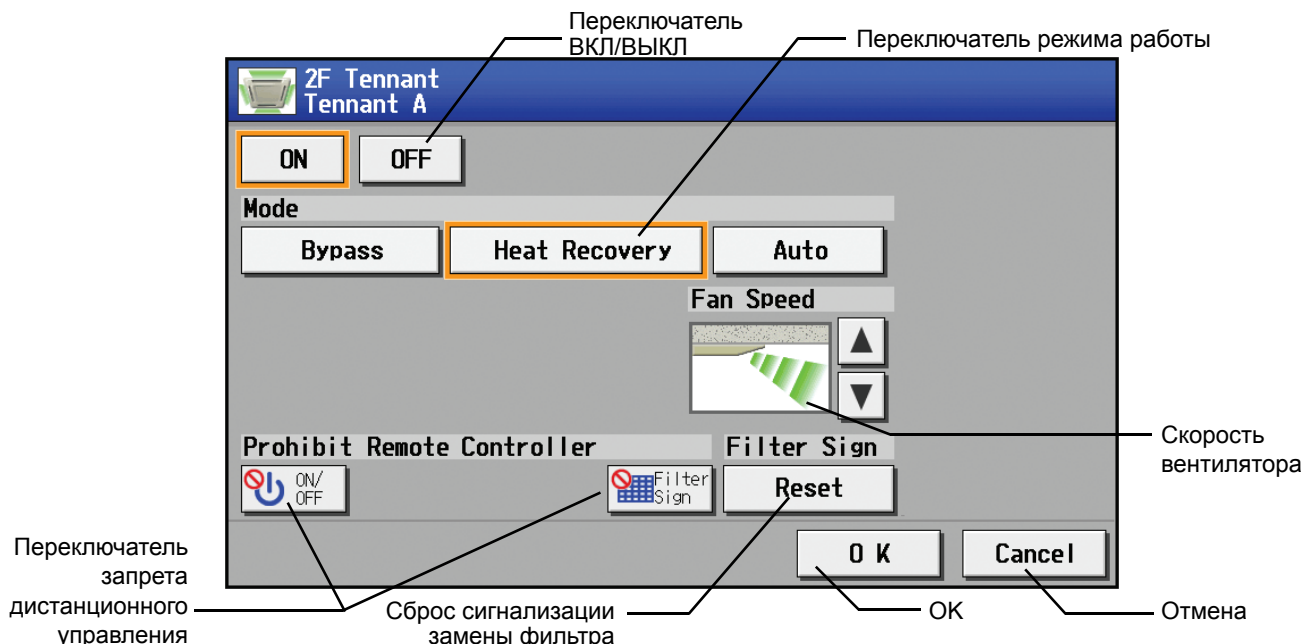 Переключатель
ВКЛ/ВЫКЛ
Переключатель режима работы
2F Tennant
Tennant A
ON
OFF
Mode
Bypass
Heat Recovery
Auto
Fan Speed
Скорость
вентилятора
Prohibit Remote Controller
Filter Sign
ON/
OFF
Filter
Sign
Reset
OK
Cancel
Переключатель
запрета
дистанционного
управления
Сброс сигнализации
замены фильтра
OK
Отмена